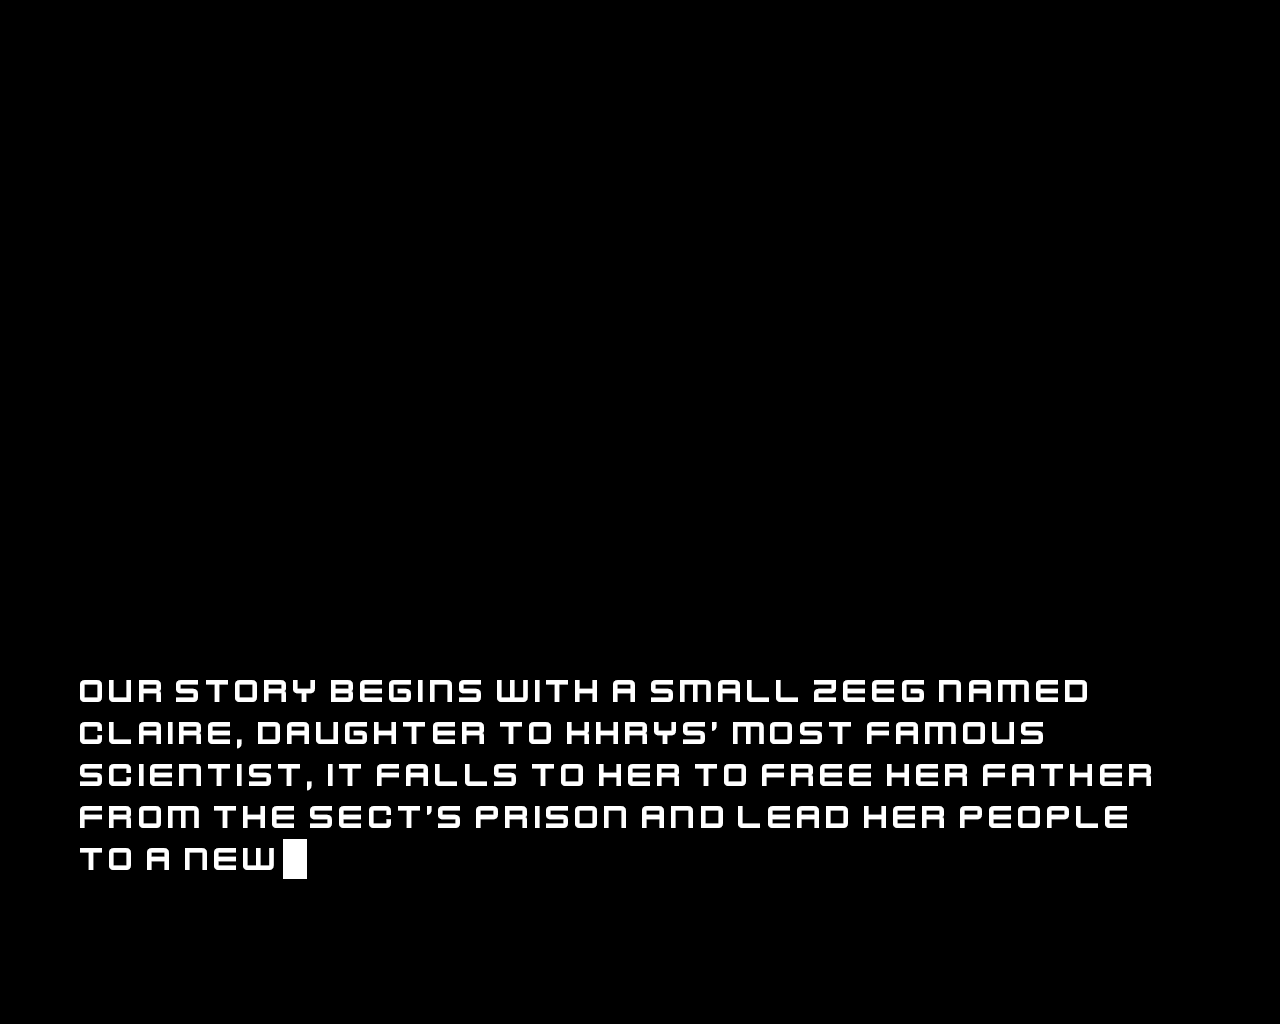 OUR STORY BEGINS WITH A SMALL ZEEG NAMED
CLAIRE, DAUGHTER TO KHRYS' MOST FAMOUS
SCIENTIST, IT FALLS TO HER TO FREE HER FATHER
FROM THE SECT'S PRISON AND LEAD HER PEOPLE
TO A NEW